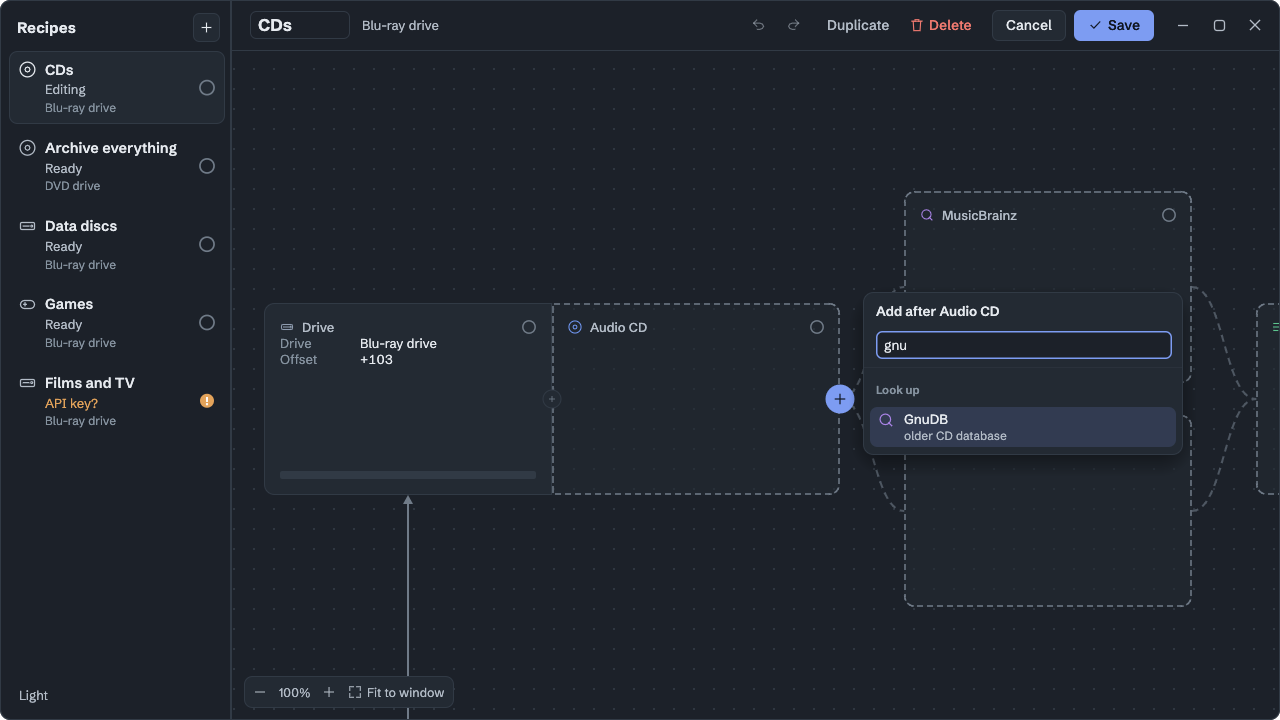 Recipes
CDs
Editing
Blu-ray drive
Archive everything
Ready
DVD drive
Data discs
Ready
Blu-ray drive
Games
Ready
Blu-ray drive
Films and TV
API key?
Blu-ray drive
Light
CDs
Blu-ray drive
Duplicate
Delete
Cancel
Save
Drive
Drive Blu-ray drive
Offset +103
Audio CD
MusicBrainz
Add after Audio CD
gnu
Look up
GnuDB
older CD database
100%
Fit to window